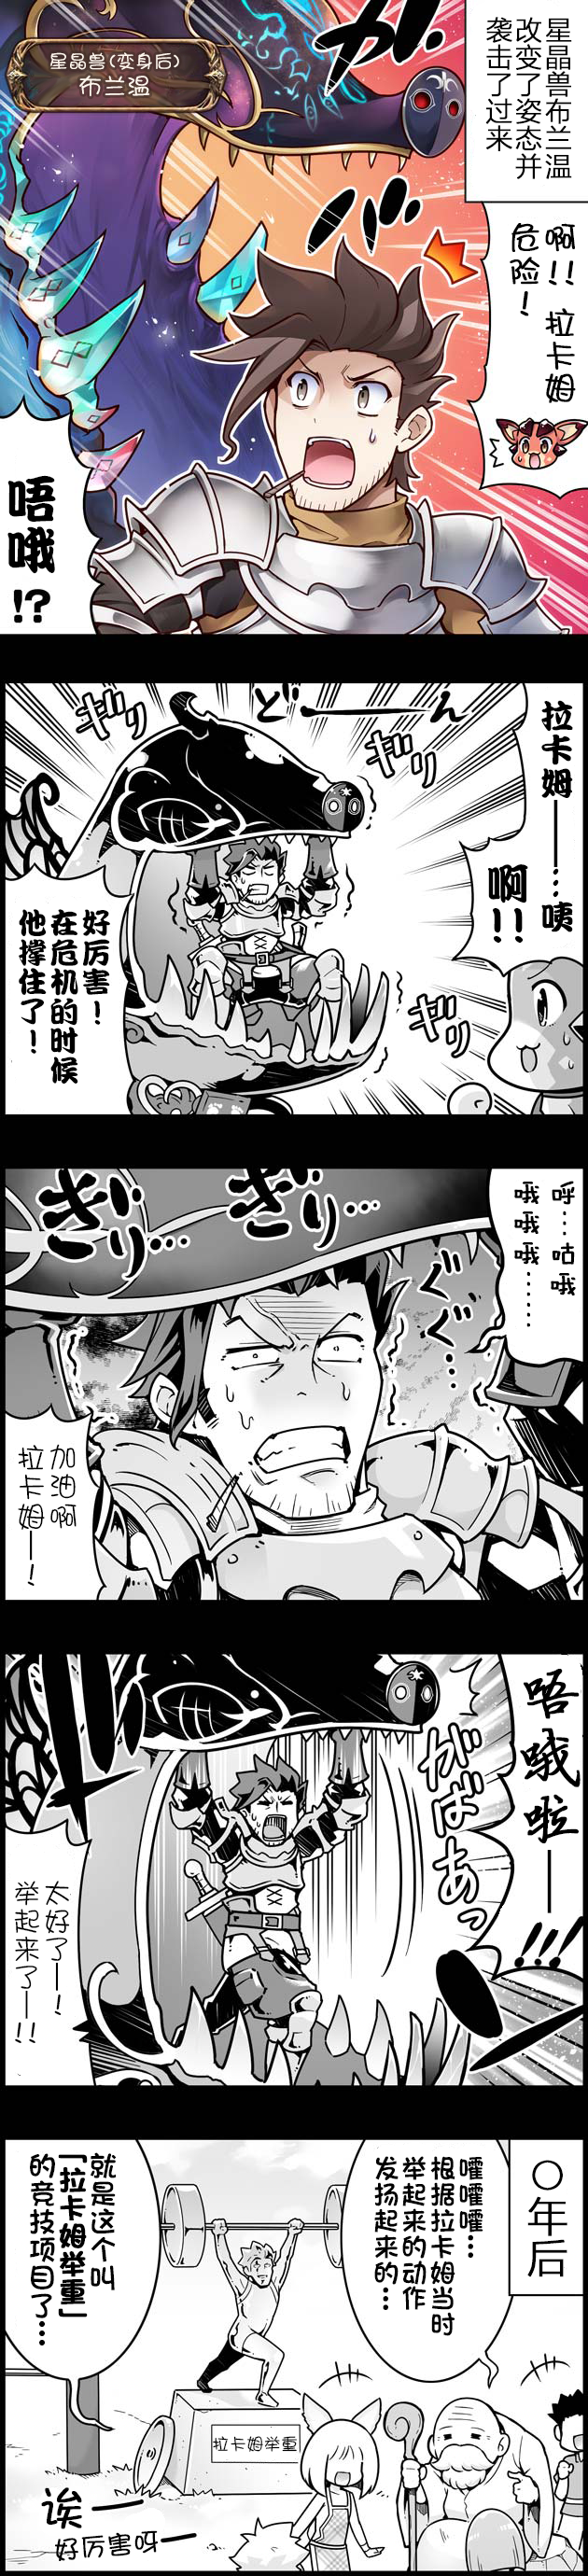 星晶兽布兰温
改变了姿态并
袭击了过来
星晶兽(变身后)
布兰温
ガ
バッ
啊!! 拉卡姆
危险!
唔
哦
!?
拉卡姆——…咦
啊!!
どーーん
ギリ
ギリ
ギリ
好厉害!
在危机的时候
他撑住了!
呼…咕哦
哦哦哦……
ぎり…
ぎり…
ぐぐ…
加油啊
拉卡姆—!
唔哦啦—
!!!
がばあっ
太好了—!
举起来了—!!
〇年后
嚯嚯嚯…
根据拉卡姆当时
举起来的动作
发扬起来的…
就是这个叫
「拉卡姆举重」
的竞技项目了…
拉卡姆举重
诶—
好厉害呀—